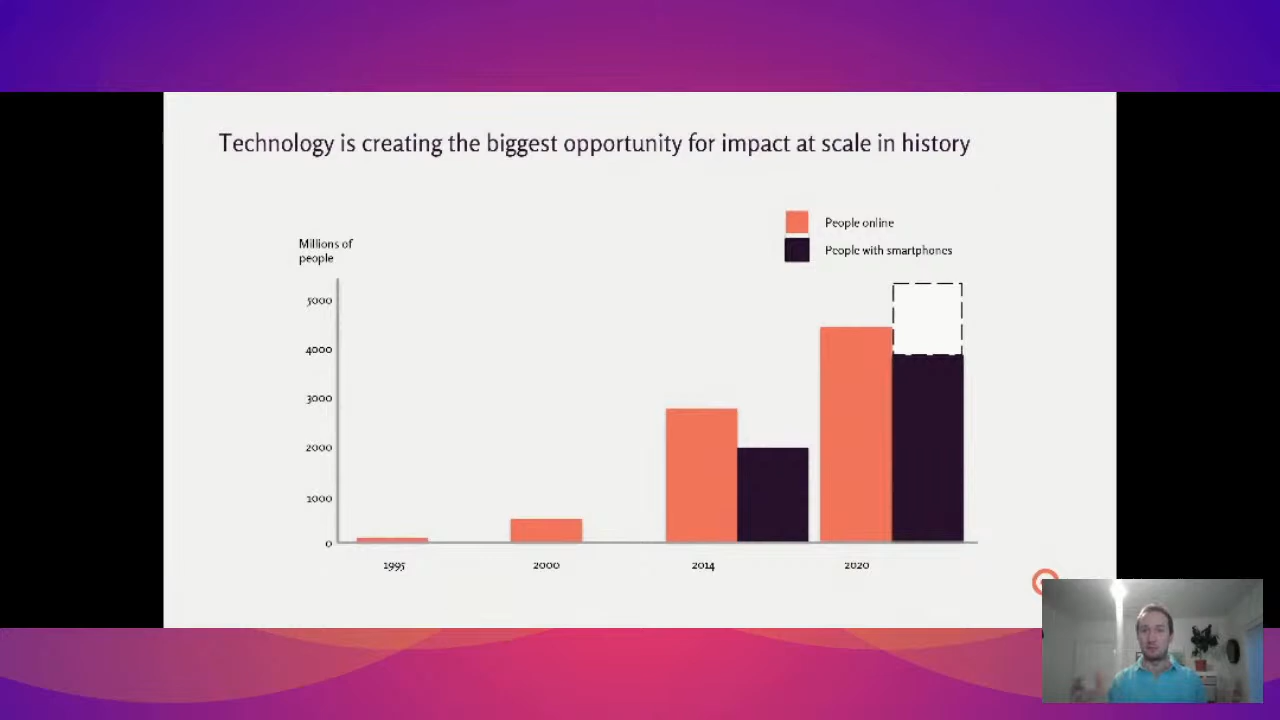 Technology is creating the biggest opportunity for impact at scale in history
People online
People with smartphones
Millions of
people
5000
4000
3000
2000
1000
0
1995
2000
2014
2020